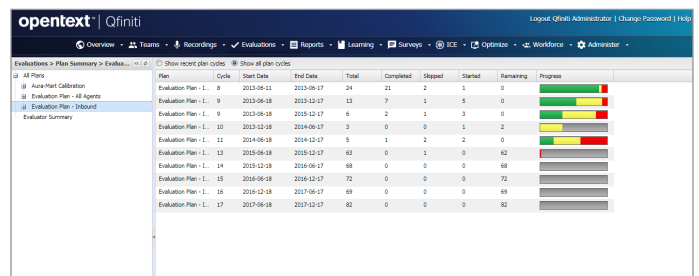 opentext™ | Qfiniti
Logout Qfiniti Administrator | Change Password | Help
Overview Teams Recordings Evaluations Reports Learning Surveys ICE Optimize Workforce Administer
Evaluations > Plan Summary > Evalua... Show recent plan cycles Show all plan cycles
All Plans
Aura-Mart Calibration
Evaluation Plan - All Agents
Evaluation Plan - Inbound
Evaluator Summary
Plan Cycle Start Date End Date Total Completed Skipped Started Remaining Progress
Evaluation Plan - I... 8 2013-06-11 2013-06-17 24 21 2 1 0
Evaluation Plan - I... 9 2013-06-18 2013-12-17 13 7 1 5 0
Evaluation Plan - I... 9 2013-06-18 2015-12-17 6 2 1 3 0
Evaluation Plan - I... 10 2013-12-18 2014-06-17 3 0 0 1 2
Evaluation Plan - I... 11 2014-06-18 2014-12-17 5 1 2 2 0
Evaluation Plan - I... 13 2015-06-18 2015-12-17 63 0 1 0 62
Evaluation Plan - I... 14 2015-12-18 2016-06-17 68 0 0 0 68
Evaluation Plan - I... 15 2016-06-18 2016-12-17 72 0 0 0 72
Evaluation Plan - I... 16 2016-12-18 2017-06-17 69 0 0 0 69
Evaluation Plan - I... 17 2017-06-18 2017-12-17 82 0 0 0 82